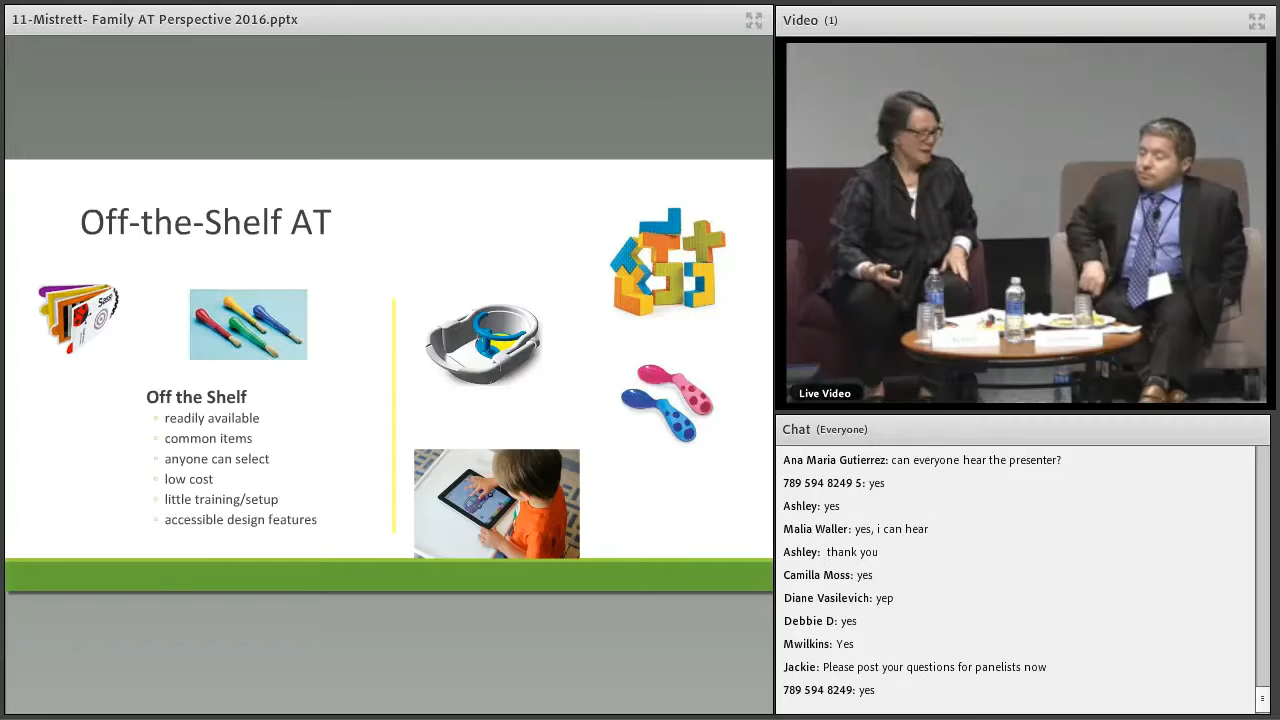 11-Mistrett- Family AT Perspective 2016.pptx
Off-the-Shelf AT
Off the Shelf
readily available
common items
anyone can select
low cost
little training/setup
accessible design features
Video (1)
Live Video
Chat (Everyone)
Ana Maria Gutierrez: can everyone hear the presenter?
789 594 8249 5: yes
Ashley: yes
Malia Waller: yes, i can hear
Ashley: thank you
Camilla Moss: yes
Diane Vasilevich: yep
Debbie D: yes
Mwilkins: Yes
Jackie: Please post your questions for panelists now
789 594 8249: yes